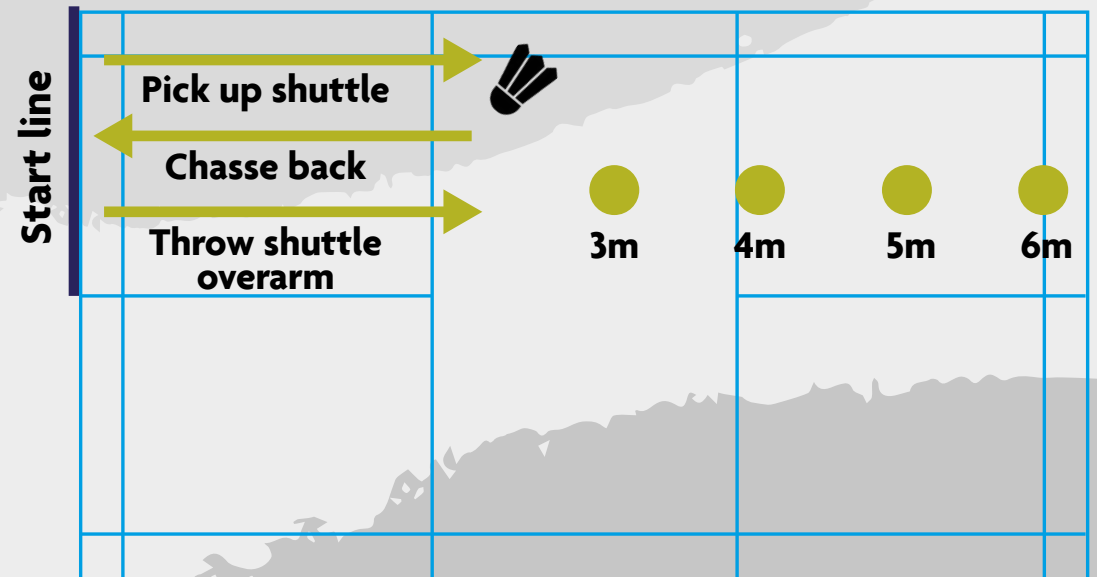 Start line
Pick up shuttle
Chasse back
Throw shuttle
overarm
3m
4m
5m
6m